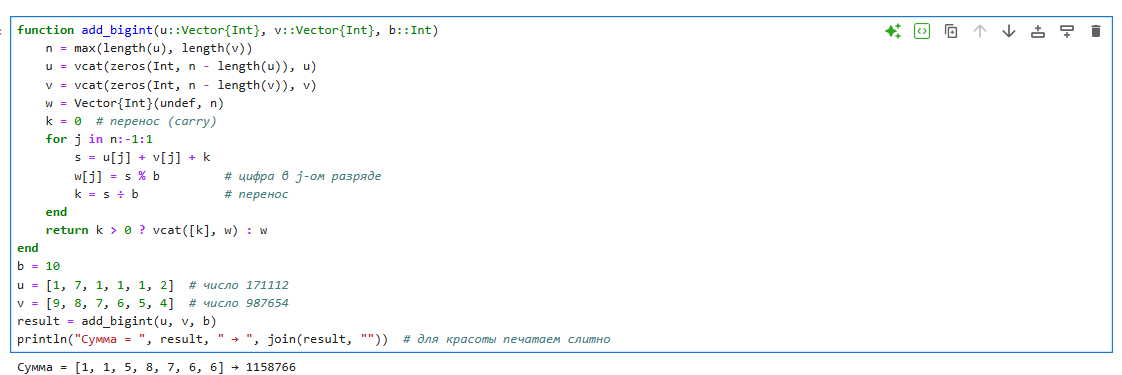 function add_bigint(u::Vector{Int}, v::Vector{Int}, b::Int)
    n = max(length(u), length(v))
    u = vcat(zeros(Int, n - length(u)), u)
    v = vcat(zeros(Int, n - length(v)), v)
    w = Vector{Int}(undef, n)
    k = 0  # перенос (carry)
    for j in n:-1:1
        s = u[j] + v[j] + k
        w[j] = s % b         # цифра в j-ом разряде
        k = s ÷ b            # перенос
    end
    return k > 0 ? vcat([k], w) : w
end
b = 10
u = [1, 7, 1, 1, 1, 2]  # число 171112
v = [9, 8, 7, 6, 5, 4]  # число 987654
result = add_bigint(u, v, b)
println("Сумма = ", result, " → ", join(result, ""))  # для красоты печатаем слитно
Сумма = [1, 1, 5, 8, 7, 6, 6] → 1158766